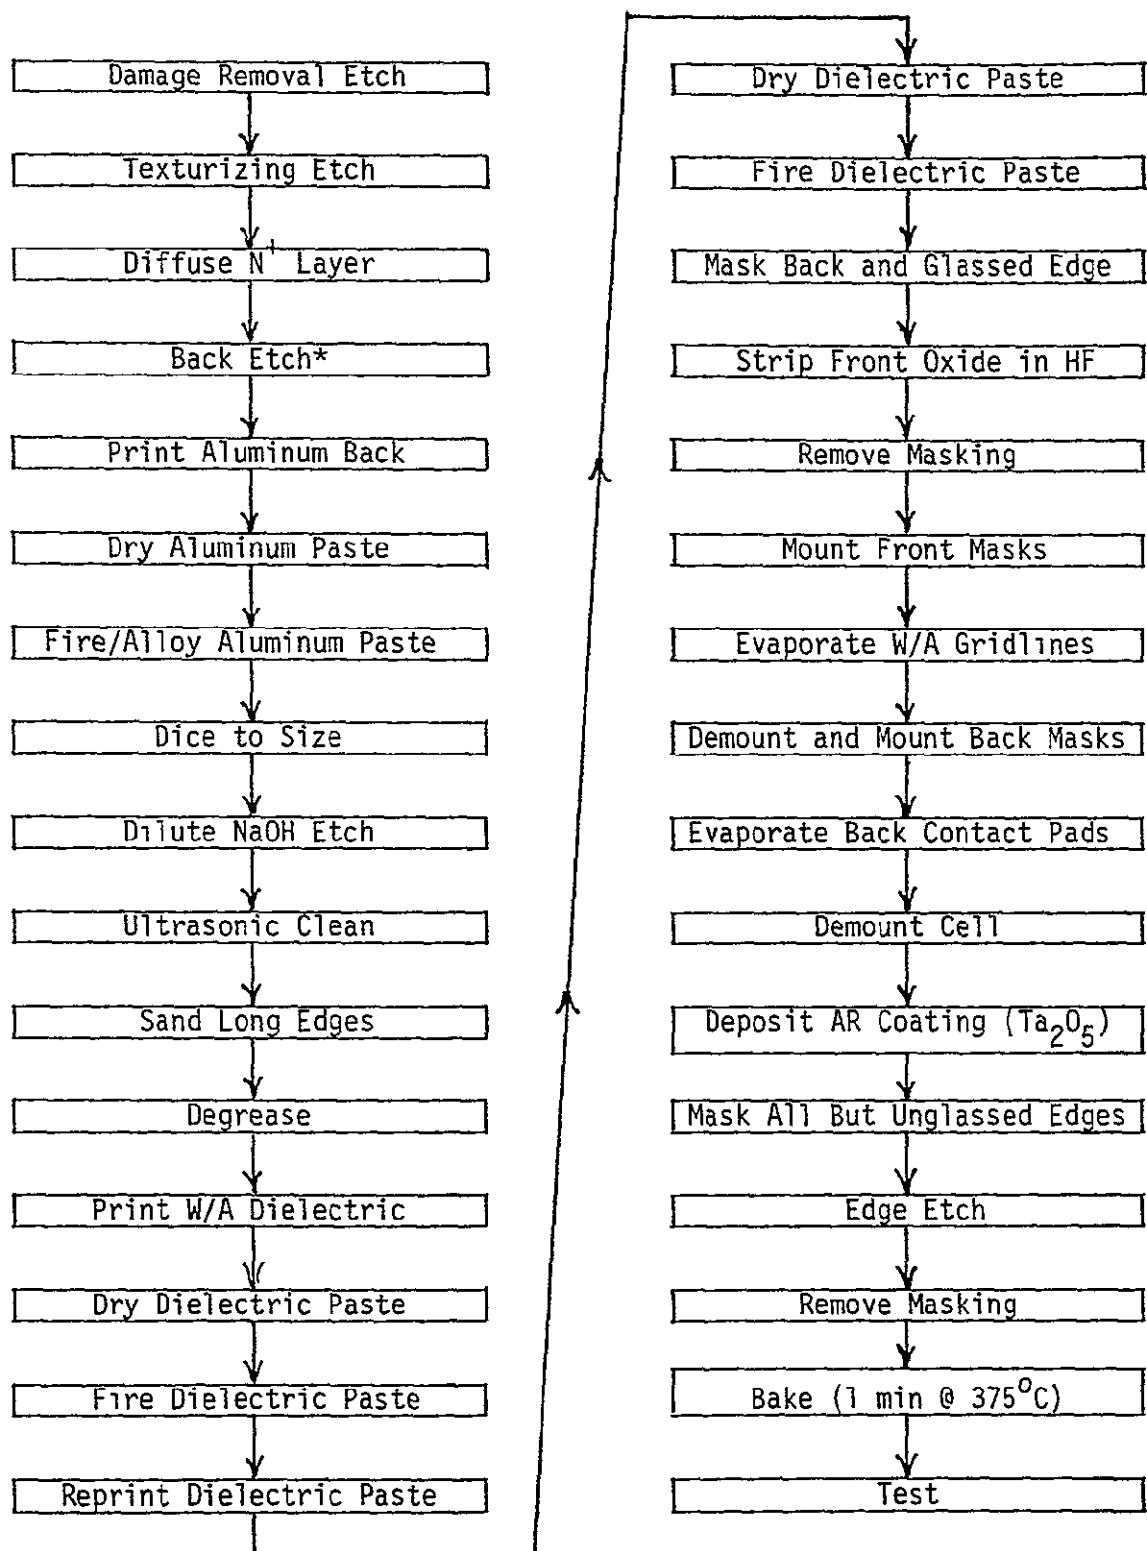 Damage Removal Etch
Texturizing Etch
Diffuse N⁺ Layer
Back Etch*
Print Aluminum Back
Dry Aluminum Paste
Fire/Alloy Aluminum Paste
Dice to Size
Dilute NaOH Etch
Ultrasonic Clean
Sand Long Edges
Degrease
Print W/A Dielectric
Dry Dielectric Paste
Fire Dielectric Paste
Reprint Dielectric Paste
Dry Dielectric Paste
Fire Dielectric Paste
Mask Back and Glassed Edge
Strip Front Oxide in HF
Remove Masking
Mount Front Masks
Evaporate W/A Gridlines
Demount and Mount Back Masks
Evaporate Back Contact Pads
Demount Cell
Deposit AR Coating (Ta₂O₅)
Mask All But Unglassed Edges
Edge Etch
Remove Masking
Bake (1 min @ 375°C)
Test